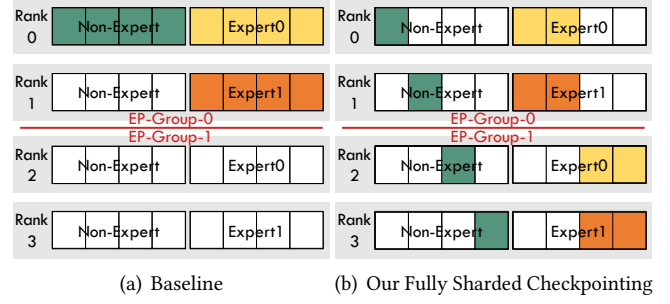 Rank 0 Non-Expert Expert0
Rank 1 Non-Expert Expert1
EP-Group-0
EP-Group-1
Rank 2 Non-Expert Expert0
Rank 3 Non-Expert Expert1
(a) Baseline
Rank 0 Non-Expert Expert0
Rank 1 Non-Expert Expert1
EP-Group-0
EP-Group-1
Rank 2 Non-Expert Expert0
Rank 3 Non-Expert Expert1
(b) Our Fully Sharded Checkpointing